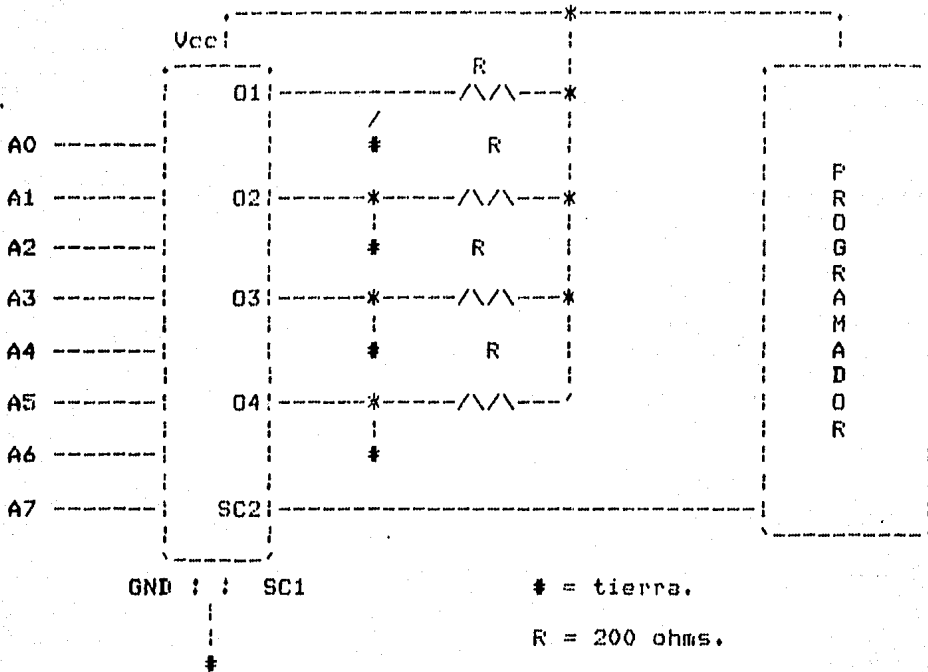 Vcc
R
O1
A0
R
A1 O2
A2 R
A3 O3
A4 R
A5 O4
A6
A7 SC2
PROGRAMADOR
GND SC1
# = tierra.
R = 200 ohms.